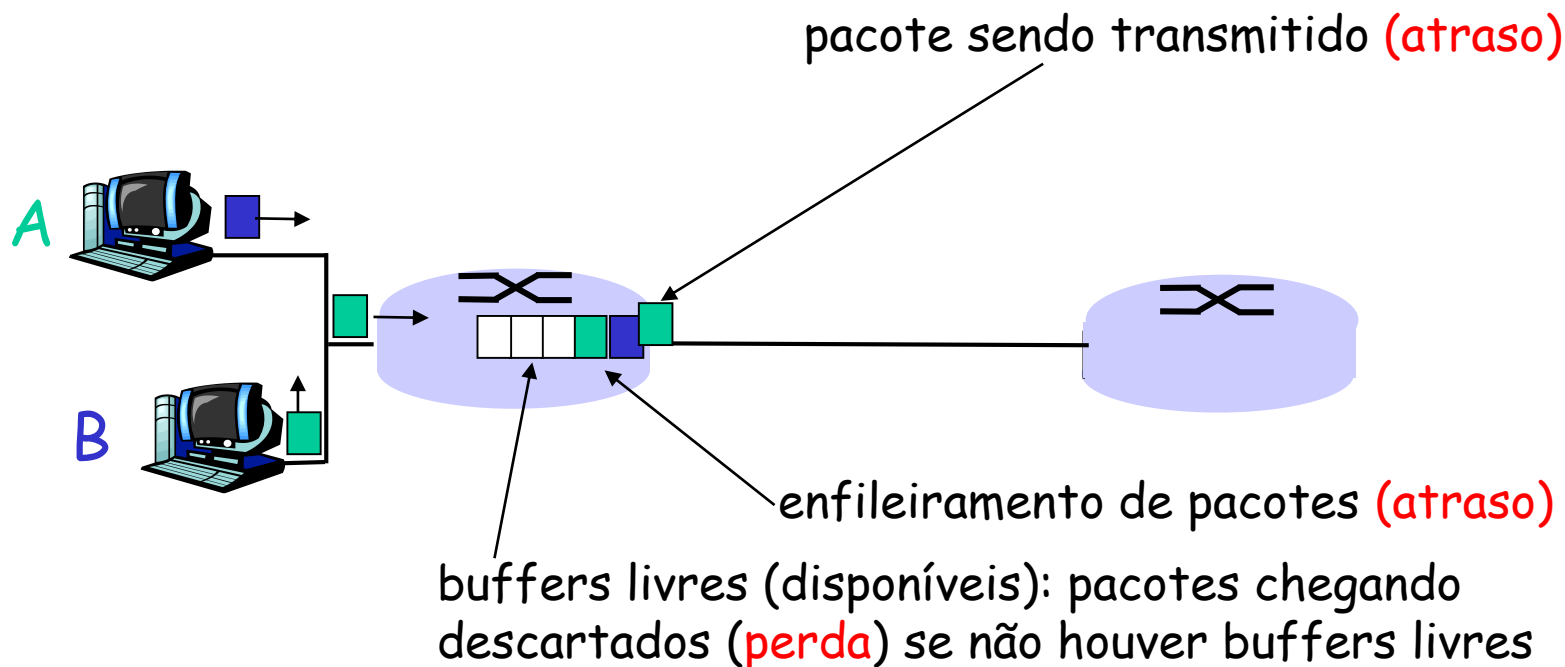 pacote sendo transmitido (atraso)
A
B
enfileiramento de pacotes (atraso)
buffers livres (disponíveis): pacotes chegando
descartados (perda) se não houver buffers livres